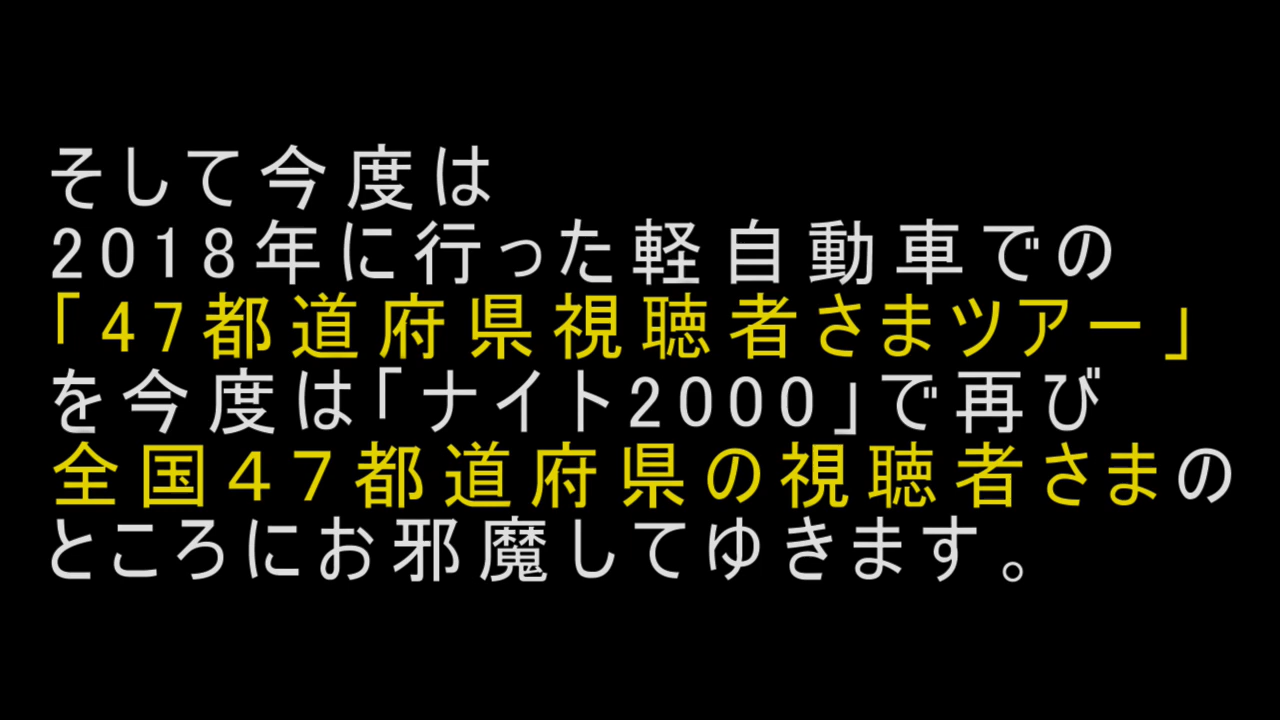 そして今度は
2018年に行った軽自動車での
「47都道府県視聴者さまツアー」
を今度は「ナイト2000」で再び
全国47都道府県の視聴者さまの
ところにお邪魔してゆきます。